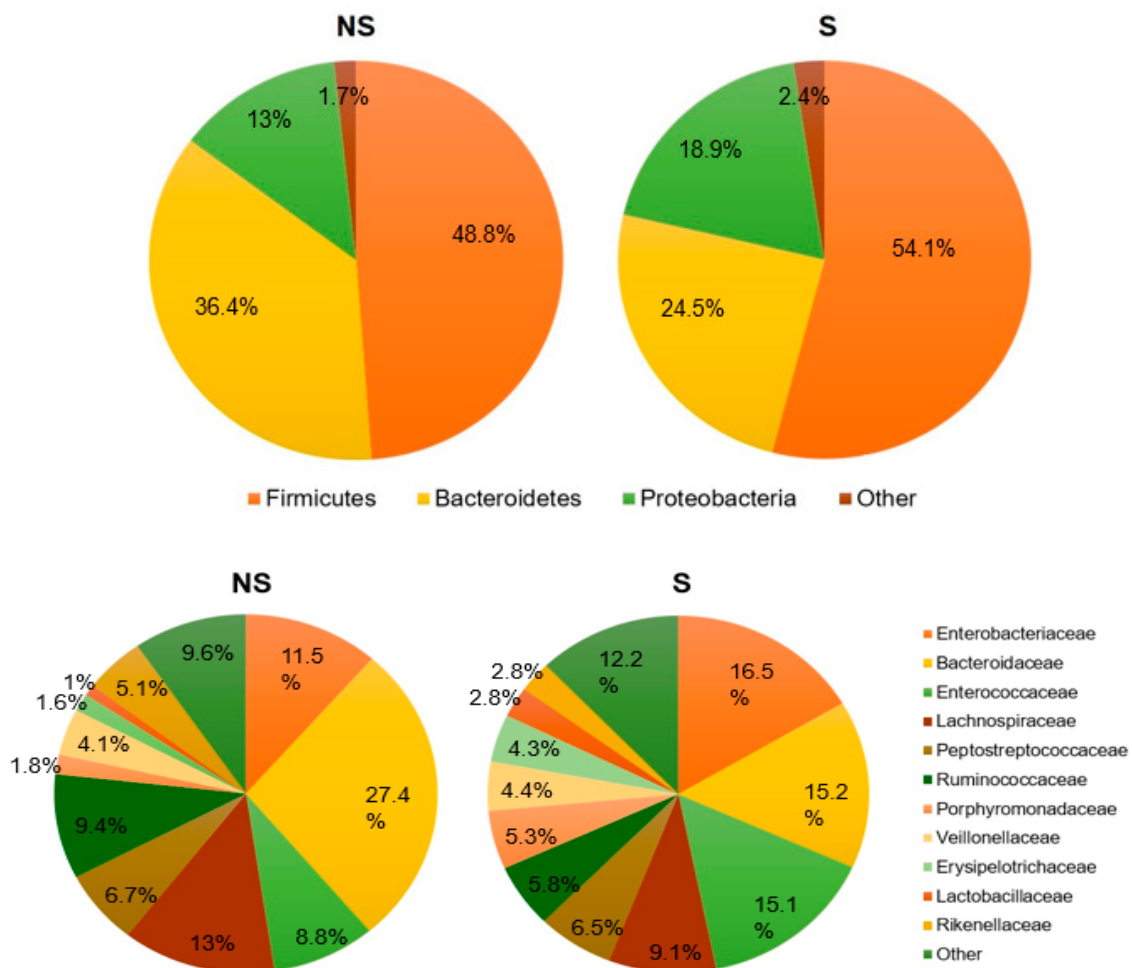 NS S
1.7% 2.4%
13% 18.9%
48.8% 54.1%
36.4% 24.5%
Firmicutes Bacteroidetes Proteobacteria Other
NS S
9.6% 11.5
%
12.2
%
16.5
%
1% 5.1% 2.8%
1.6% 2.8%
4.1% 4.3%
1.8% 4.4%
27.4
%
15.2
%
9.4% 5.3%
6.7% 5.8%
13% 8.8% 6.5% 9.1% 15.1
%
Enterobacteriaceae
Bacteroidaceae
Enterococcaceae
Lachnospiraceae
Peptostreptococcaceae
Ruminococcaceae
Porphyromonadaceae
Veillonellaceae
Erysipelotrichaceae
Lactobacillaceae
Rikenellaceae
Other